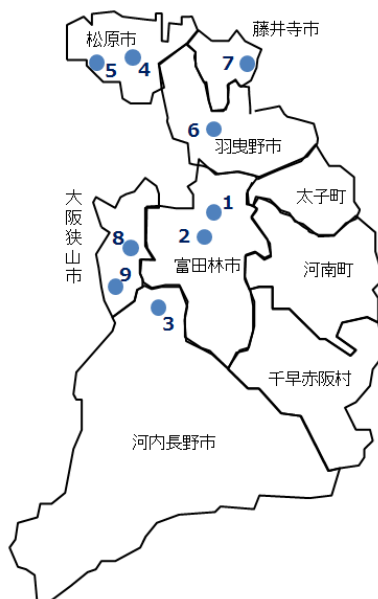 藤井寺市
松原市
5
4
7
6
羽曳野市
太子町
大阪狭山市
1
2
8
富田林市
河南町
9
3
千早赤阪村
河内長野市